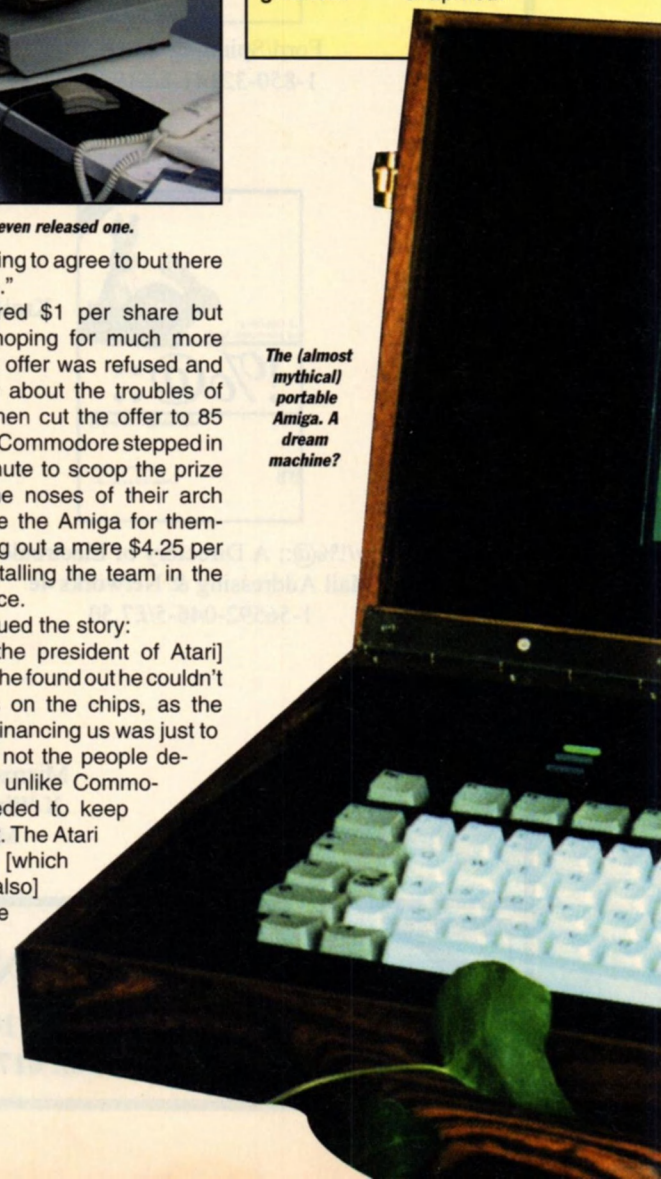 even released one.
ing to agree to but there
."
red $1 per share but
hoping for much more
offer was refused and
about the troubles of
hen cut the offer to 85
Commodore stepped in
nute to scoop the prize
e noses of their arch
e the Amiga for them-
g out a mere $4.25 per
talling the team in the
ce.
ued the story:
the president of Atari]
he found out he couldn't
on the chips, as the
financing us was just to
not the people de-
unlike Commo-
eded to keep
. The Atari
[which
also]
e
The (almost
mythical)
portable
Amiga. A
dream
machine?